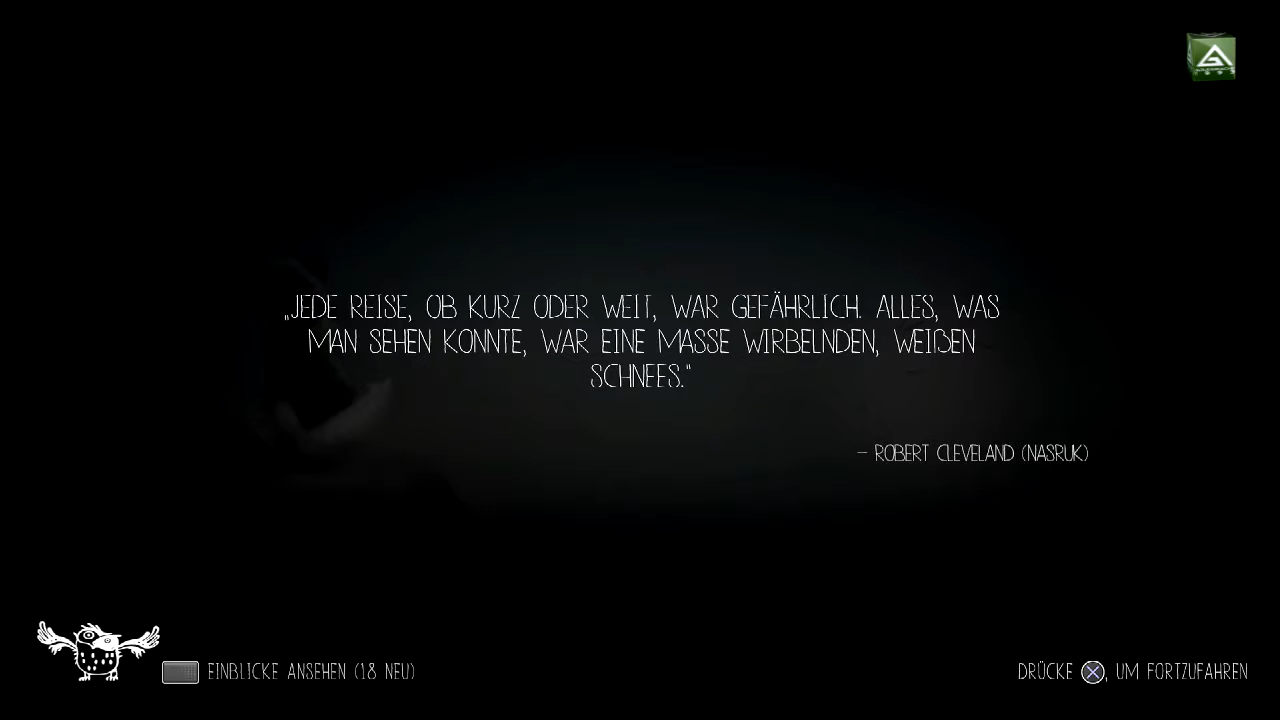 „JEDE REISE, OB KURZ ODER WEIT, WAR GEFÄHRLICH. ALLES, WAS
MAN SEHEN KONNTE, WAR EINE MASSE WIRBELNDEN, WEIẞEN
SCHNEES."
– ROBERT CLEVELAND (NASRUK)
EINBLICKE ANSEHEN (18 NEU)
DRÜCKE , UM FORTZUFAHREN